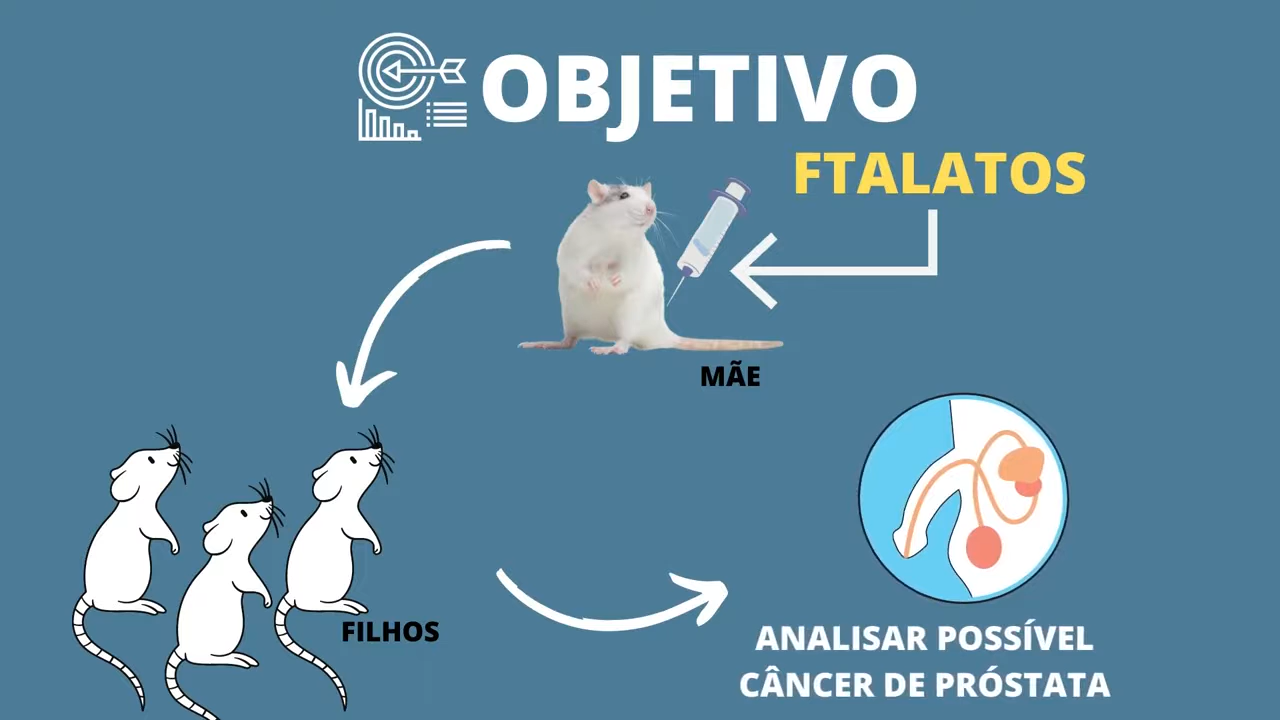 OBJETIVO
FTALATOS
MÃE
FILHOS
ANALISAR POSSÍVEL
CÂNCER DE PRÓSTATA